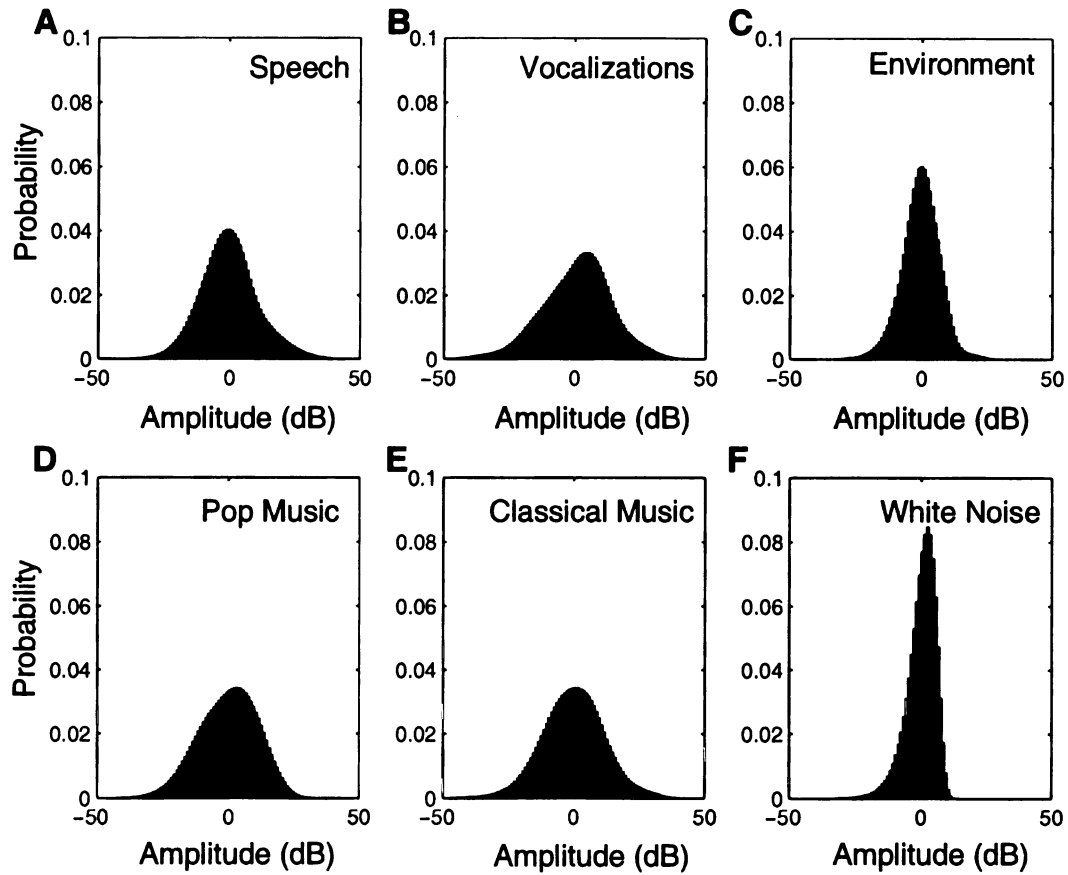 A
0.1
Speech
0.08
0.06
0.04
0.02
0
−50
0
50
Probability
Amplitude (dB)
B
0.1
Vocalizations
0.08
0.06
0.04
0.02
0
−50
0
50
Amplitude (dB)
C
0.1
Environment
0.08
0.06
0.04
0.02
0
−50
0
50
Amplitude (dB)
D
0.1
Pop Music
0.08
0.06
0.04
0.02
0
−50
0
50
Probability
Amplitude (dB)
E
0.1
Classical Music
0.08
0.06
0.04
0.02
0
−50
0
50
Amplitude (dB)
F
0.1
White Noise
0.08
0.06
0.04
0.02
0
−50
0
50
Amplitude (dB)